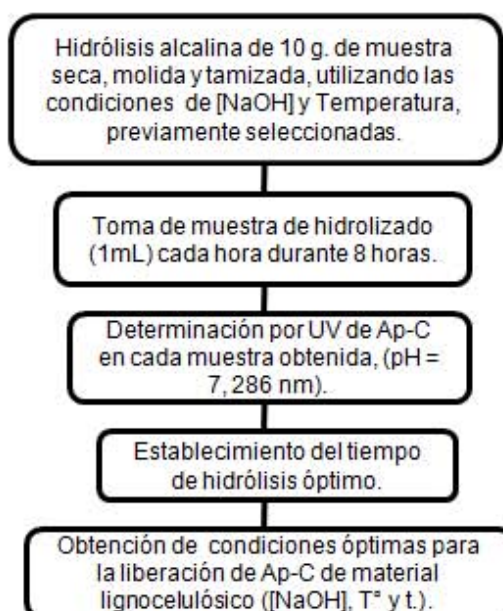 Hidrólisis alcalina de 10 g. de muestra
seca, molida y tamizada, utilizando las
condiciones de [NaOH] y Temperatura,
previamente seleccionadas.
Toma de muestra de hidrolizado
(1mL) cada hora durante 8 horas.
Determinación por UV de Ap-C
en cada muestra obtenida, (pH =
7, 286 nm).
Establecimiento del tiempo
de hidrólisis óptimo.
Obtención de condiciones óptimas para
la liberación de Ap-C de material
lignocelulósico ([NaOH], T° y t.).